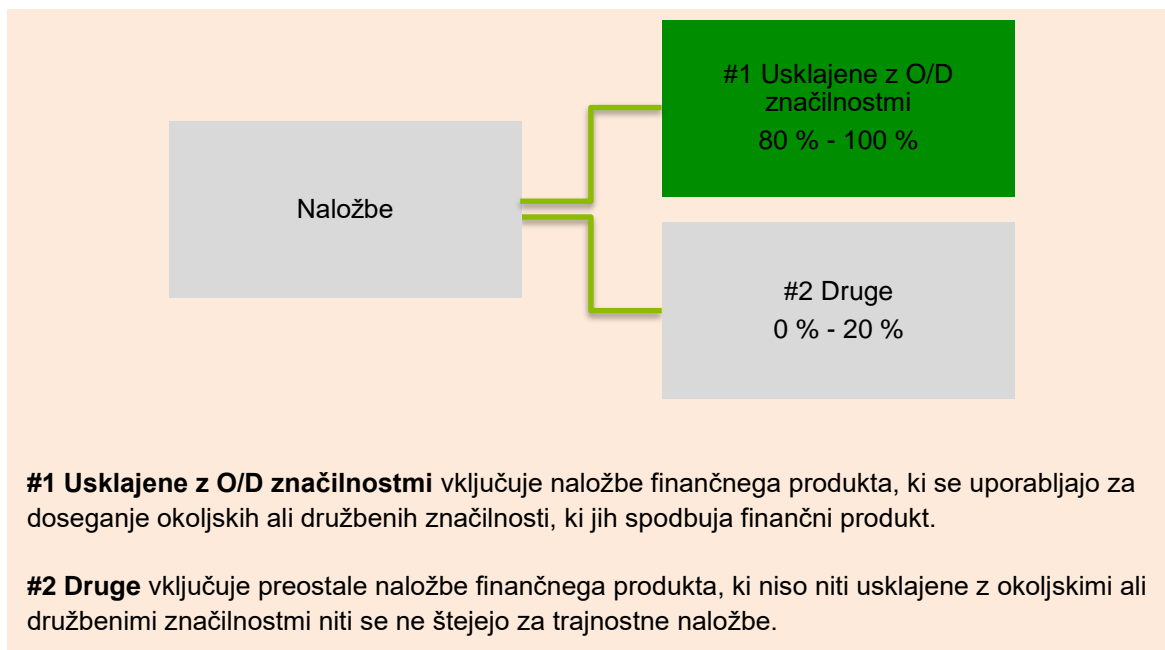 #1 Usklajene z O/D
značilnostmi
80 % - 100 %
Naložbe
#2 Druge
0 % - 20 %
#1 Usklajene z O/D značilnostmi vključuje naložbe finančnega produkta, ki se uporabljajo za
doseganje okoljskih ali družbenih značilnosti, ki jih spodbuja finančni produkt.
#2 Druge vključuje preostale naložbe finančnega produkta, ki niso niti usklajene z okoljskimi ali
družbenimi značilnostmi niti se ne štejejo za trajnostne naložbe.